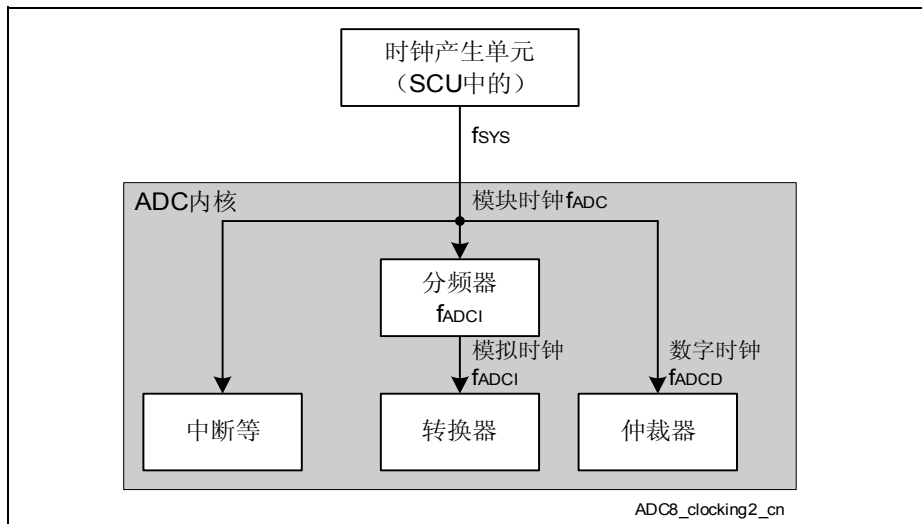 时钟产生单元
（SCU中的）
fSYS
ADC内核
模块时钟fADC
分频器
fADCI
模拟时钟
fADCI
数字时钟
fADCD
中断等
转换器
仲裁器
ADC8_clocking2_cn